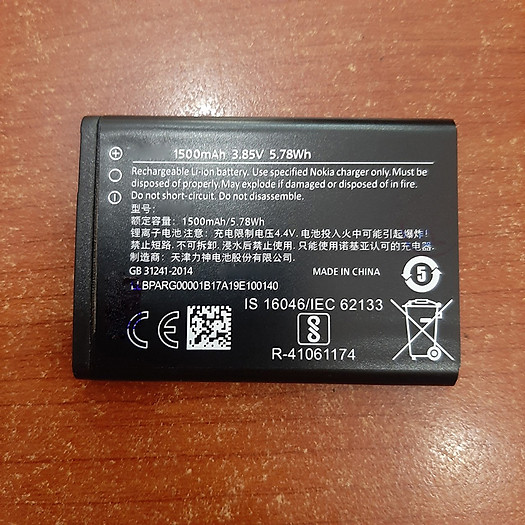 1500mAh 3.85V 5.78Wh
Rechargeable Li-ion battery. Use specified Nokia charger only. Must be
disposed of properly. May explode if damaged or disposed of in fire.
Do not short-circuit. Do not disassemble.
型号:
额定容量: 1500mAh/5.78Wh
锂离子电池 注意: 充电限制电压4.4V. 电池投入火中可能引起爆炸!
禁止短路. 不可拆卸. 浸水后禁用. 只能使用诺基亚认可的充电器.
制造商: 天津力神电池股份有限公司.
GB 31241-2014
MADE IN CHINA
5
BPARG00001B17A19E100140
IS 16046/IEC 62133
CE
R-41061174